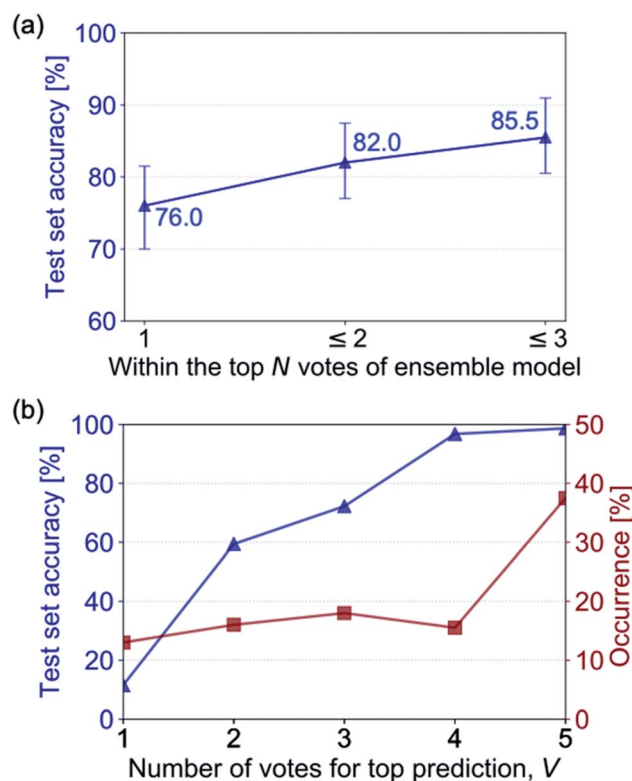 (a)
Test set accuracy [%]
100
90
80
70
60
76.0
82.0
85.5
1
≤ 2
≤ 3
Within the top N votes of ensemble model
(b)
Test set accuracy [%]
100
80
60
40
20
0
50
40
30
20
10
0
Occurrence [%]
1 2 3 4 5
Number of votes for top prediction, V